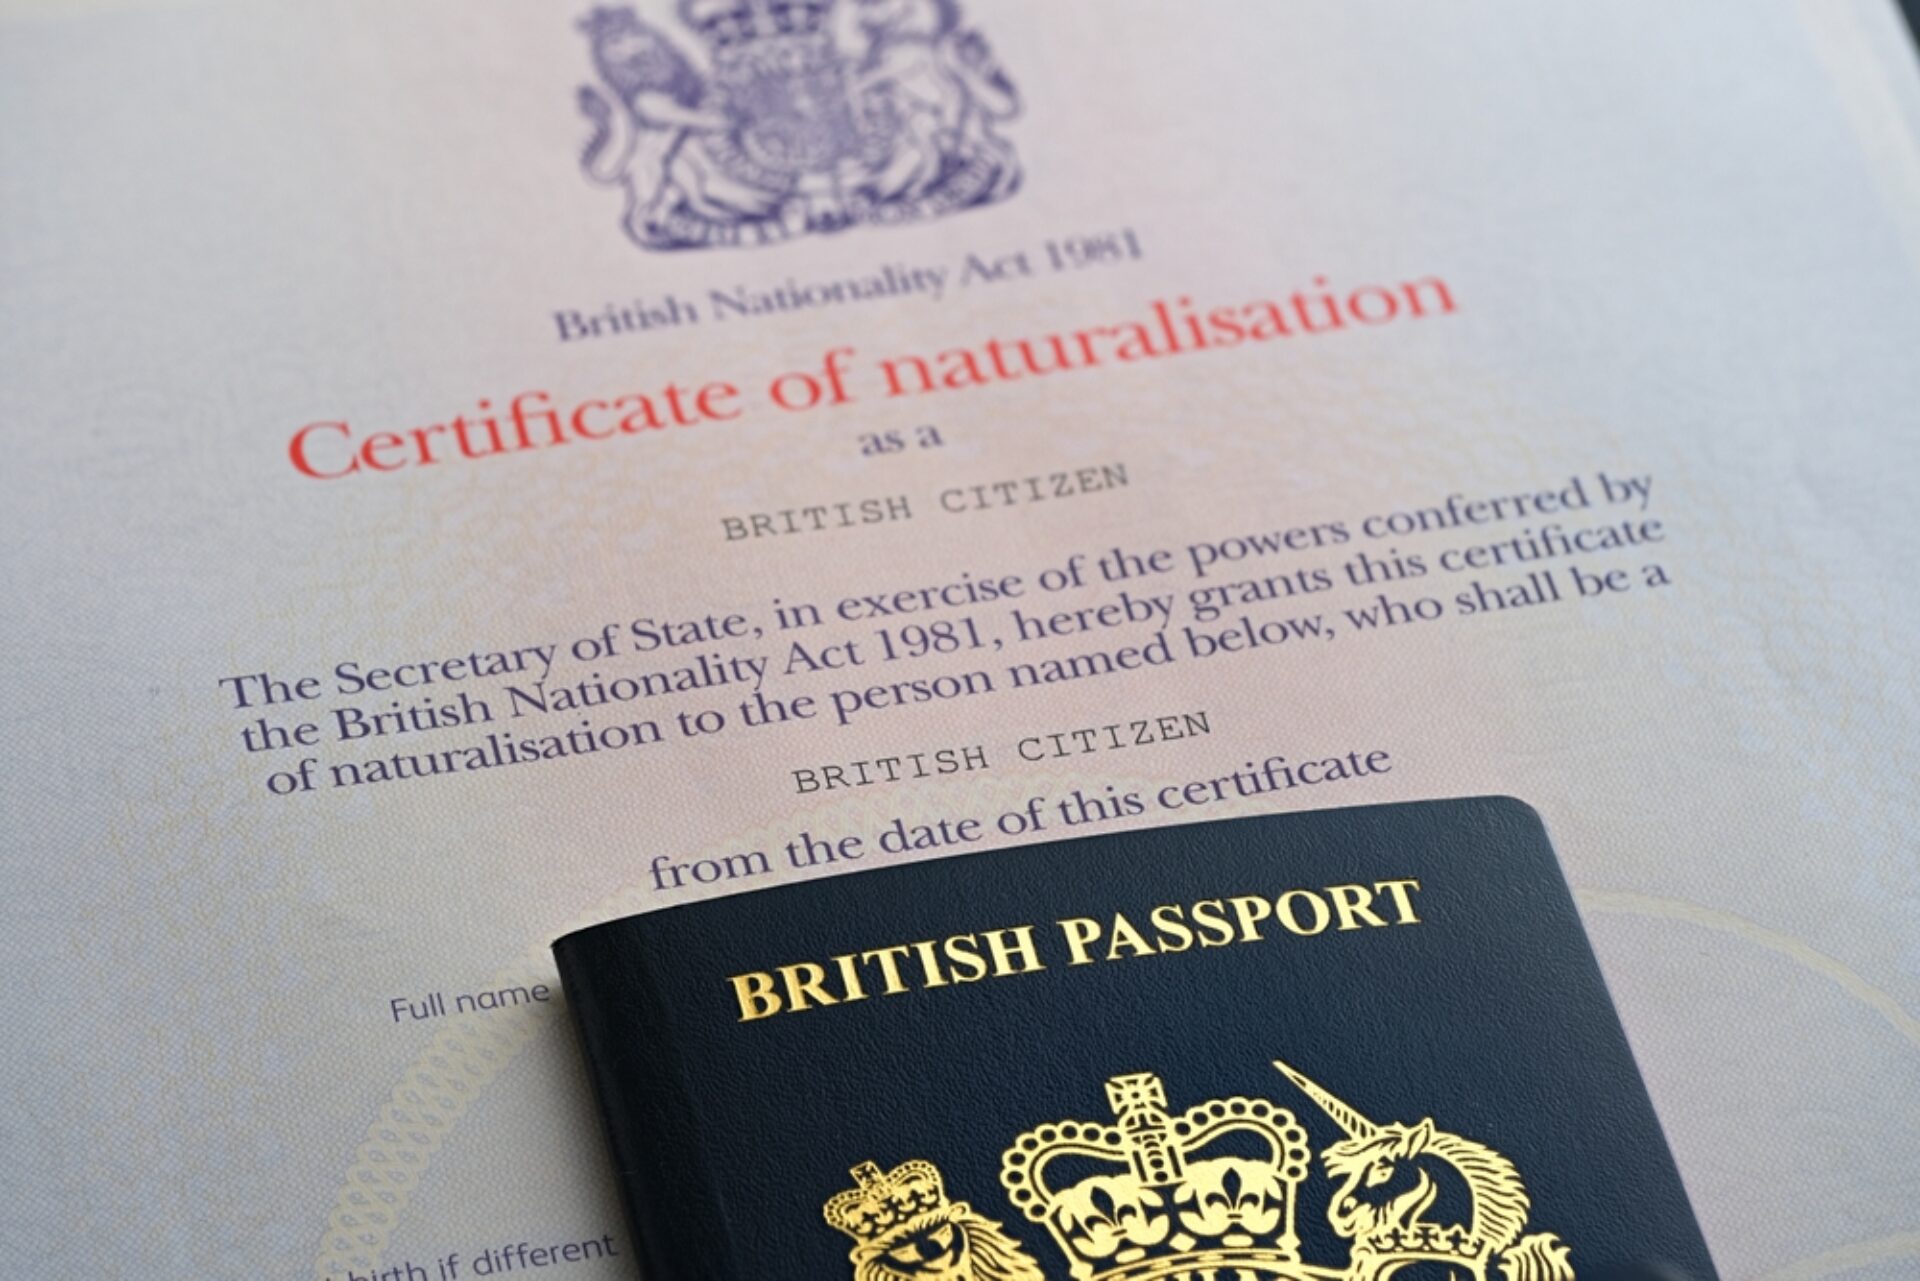 British Nationality Act 1981
Certificate of naturalisation
as a
BRITISH CITIZEN
The Secretary of State, in exercise of the powers conferred by
the British Nationality Act 1981, hereby grants this certificate
of naturalisation to the person named below, who shall be a
BRITISH CITIZEN
from the date of this certificate
Full name
birth if different
BRITISH PASSPORT